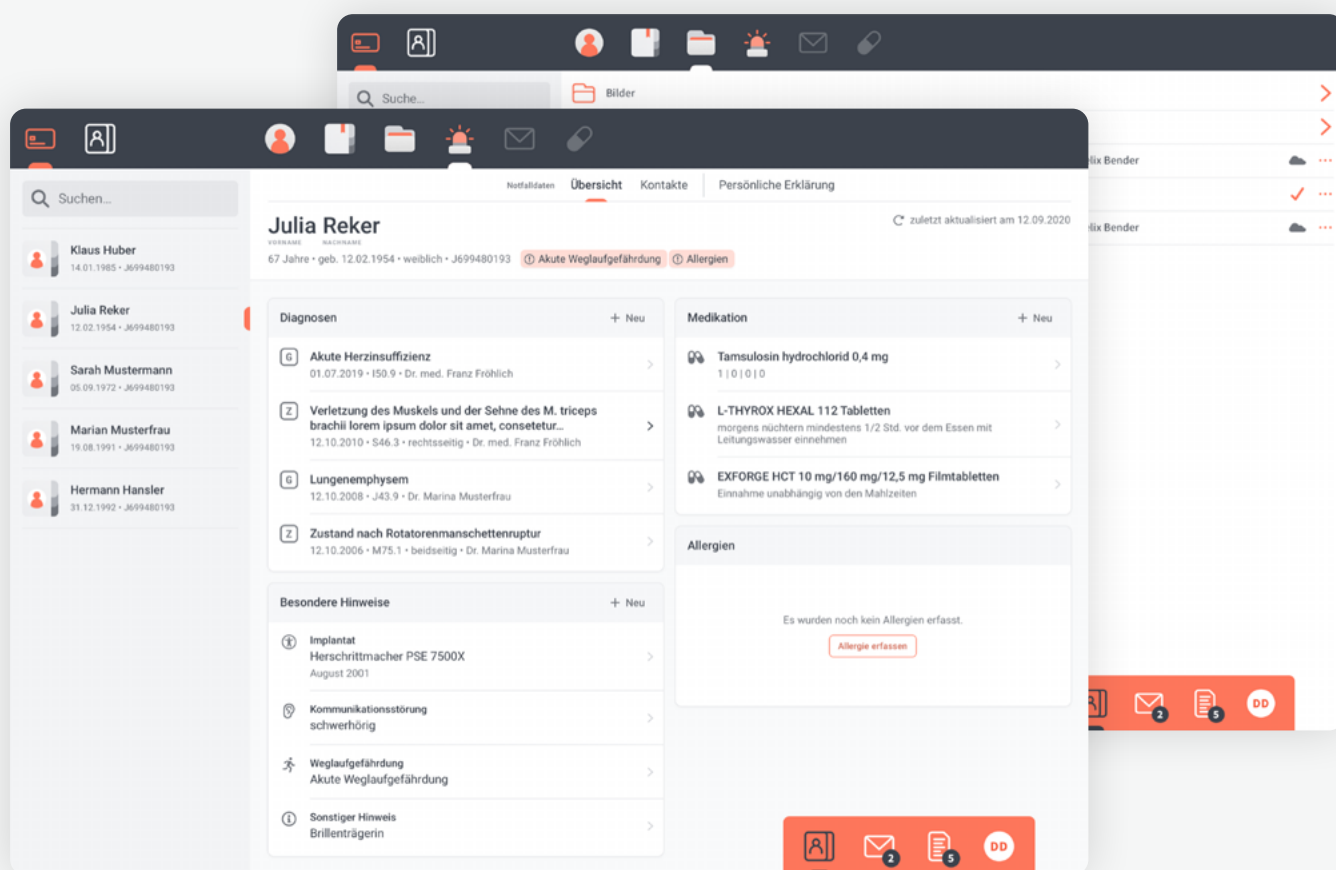 Suche...
Bilder
Bender
Bender
2
5
DD
Suchen...
Klaus Huber
14.01.1985 • J699480193
Julia Reker
12.02.1954 • J699480193
Sarah Mustermann
05.09.1972 • J699480193
Marian Musterfrau
19.08.1991 • J699480193
Hermann Hansler
31.12.1992 • J699480193
Notfalldaten Übersicht Kontakte Persönliche Erklärung
Julia Reker
VORNAME NACHNAME
zuletzt aktualisiert am 12.09.2020
67 Jahre • geb. 12.02.1954 • weiblich • J699480193 Akute Weglaufgefährdung Allergien
Diagnosen + Neu
G Akute Herzinsuffizienz
01.07.2019 • I50.9 • Dr. med. Franz Fröhlich
Z Verletzung des Muskels und der Sehne des M. triceps
brachii lorem ipsum dolor sit amet, consetetur...
12.10.2010 • S46.3 • rechtsseitig • Dr. med. Franz Fröhlich
G Lungenemphysem
12.10.2008 • J43.9 • Dr. Marina Musterfrau
Z Zustand nach Rotatorenmanschettenruptur
12.10.2006 • M75.1 • beidseitig • Dr. Marina Musterfrau
Besondere Hinweise + Neu
Implantat
Herschrittmacher PSE 7500X
August 2001
Kommunikationsstörung
schwerhörig
Weglaufgefährdung
Akute Weglaufgefährdung
Sonstiger Hinweis
Brillenträgerin
Medikation + Neu
Tamsulosin hydrochlorid 0,4 mg
1 | 0 | 0 | 0
L-THYROX HEXAL 112 Tabletten
morgens nüchtern mindestens 1/2 Std. vor dem Essen mit
Leitungswasser einnehmen
EXFORGE HCT 10 mg/160 mg/12,5 mg Filmtabletten
Einnahme unabhängig von den Mahlzeiten
Allergien
Es wurden noch kein Allergien erfasst.
Allergie erfassen
2
5
DD